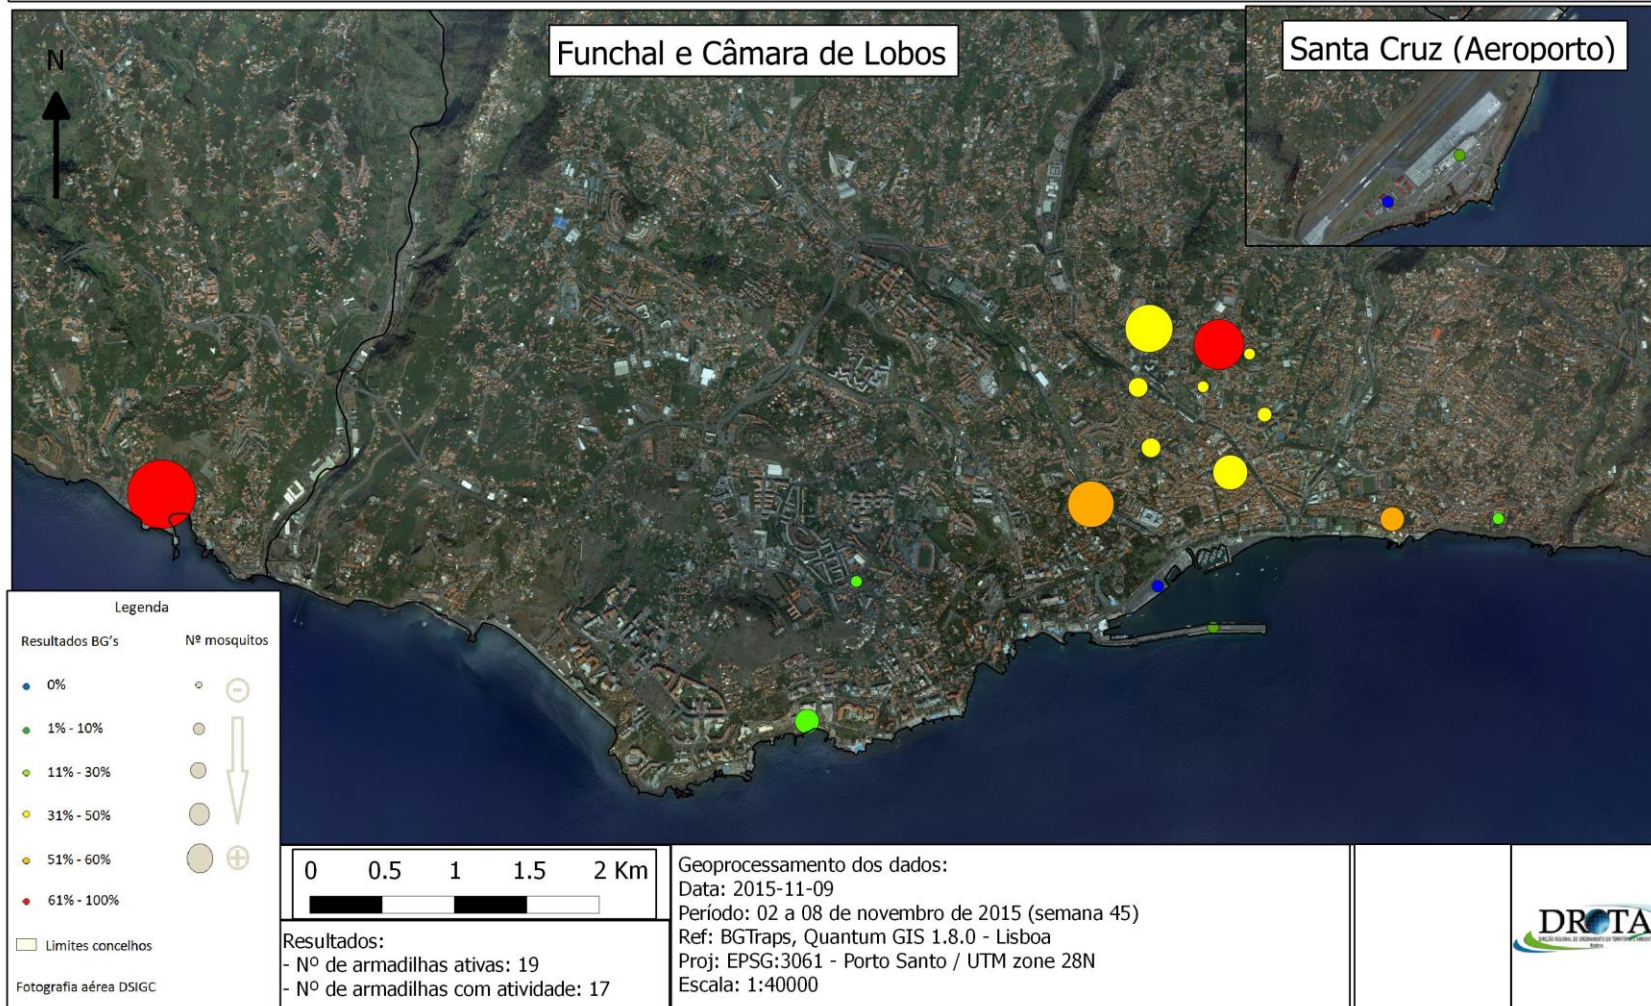 Funchal e Câmara de Lobos
Santa Cruz (Aeroporto)
N
Legenda
Resultados BG's
Nº mosquitos
0%
1% - 10%
11% - 30%
31% - 50%
51% - 60%
61% - 100%
Limites concelhos
Fotografia aérea DSIGC
0 0.5 1 1.5 2 Km
Resultados:
- Nº de armadilhas ativas: 19
- Nº de armadilhas com atividade: 17
Geoprocessamento dos dados:
Data: 2015-11-09
Período: 02 a 08 de novembro de 2015 (semana 45)
Ref: BGTraps, Quantum GIS 1.8.0 - Lisboa
Proj: EPSG:3061 - Porto Santo / UTM zone 28N
Escala: 1:40000
DROTA